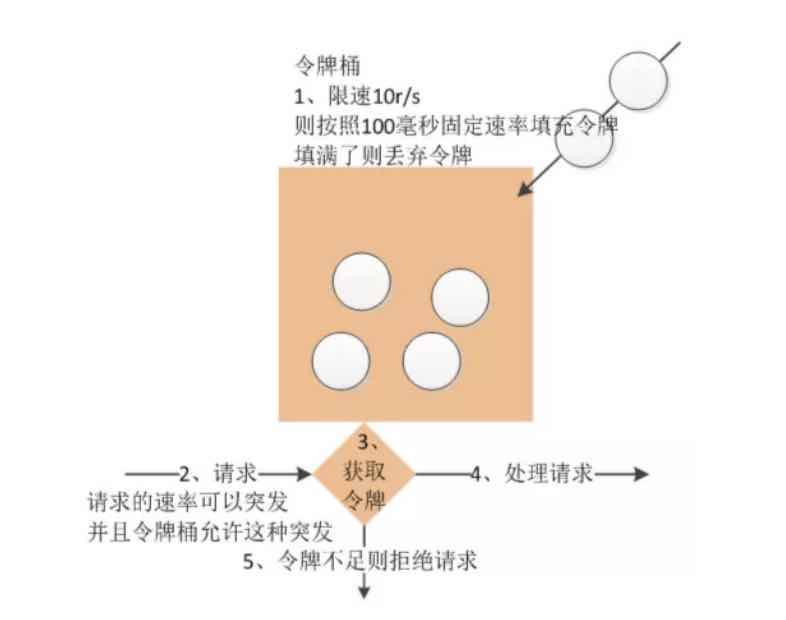 令牌桶
1、限速10r/s
则按照100毫秒固定速率填充令牌
填满了则丢弃令牌
3、
获取
令牌
2、请求
请求的速率可以突发
并且令牌桶允许这种突发
4、处理请求
5、令牌不足则拒绝请求